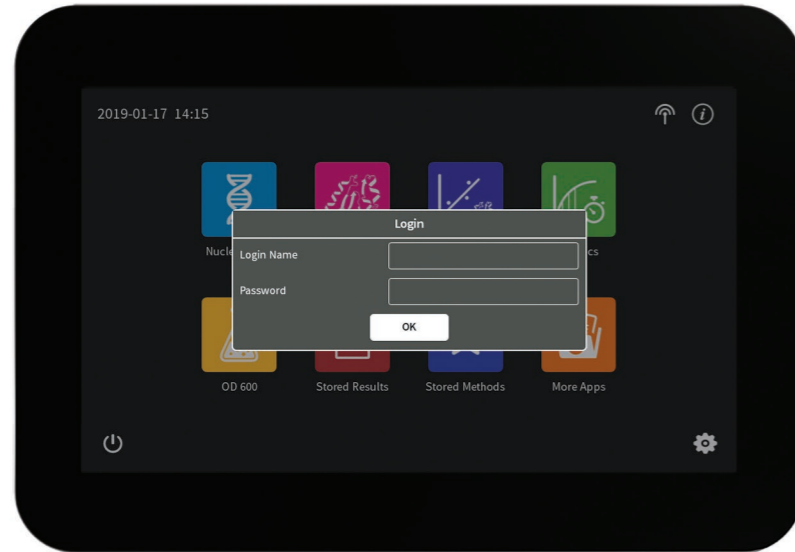 2019-01-17 14:15
Login
Login Name
Password
OK
OD 600
Stored Results
Stored Methods
More Apps